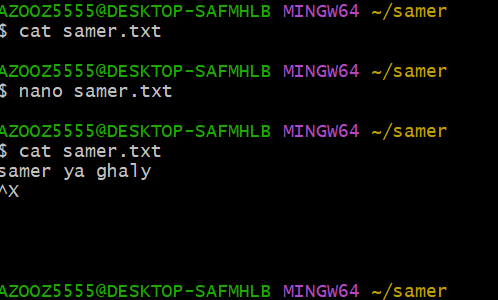 AZOOZ5555@DESKTOP-SAFMHLB MINGW64 ~/samer
$ cat samer.txt
AZOOZ5555@DESKTOP-SAFMHLB MINGW64 ~/samer
$ nano samer.txt
AZOOZ5555@DESKTOP-SAFMHLB MINGW64 ~/samer
$ cat samer.txt
samer ya ghaly
^X
AZOOZ5555@DESKTOP-SAFMHLB MINGW64 ~/samer